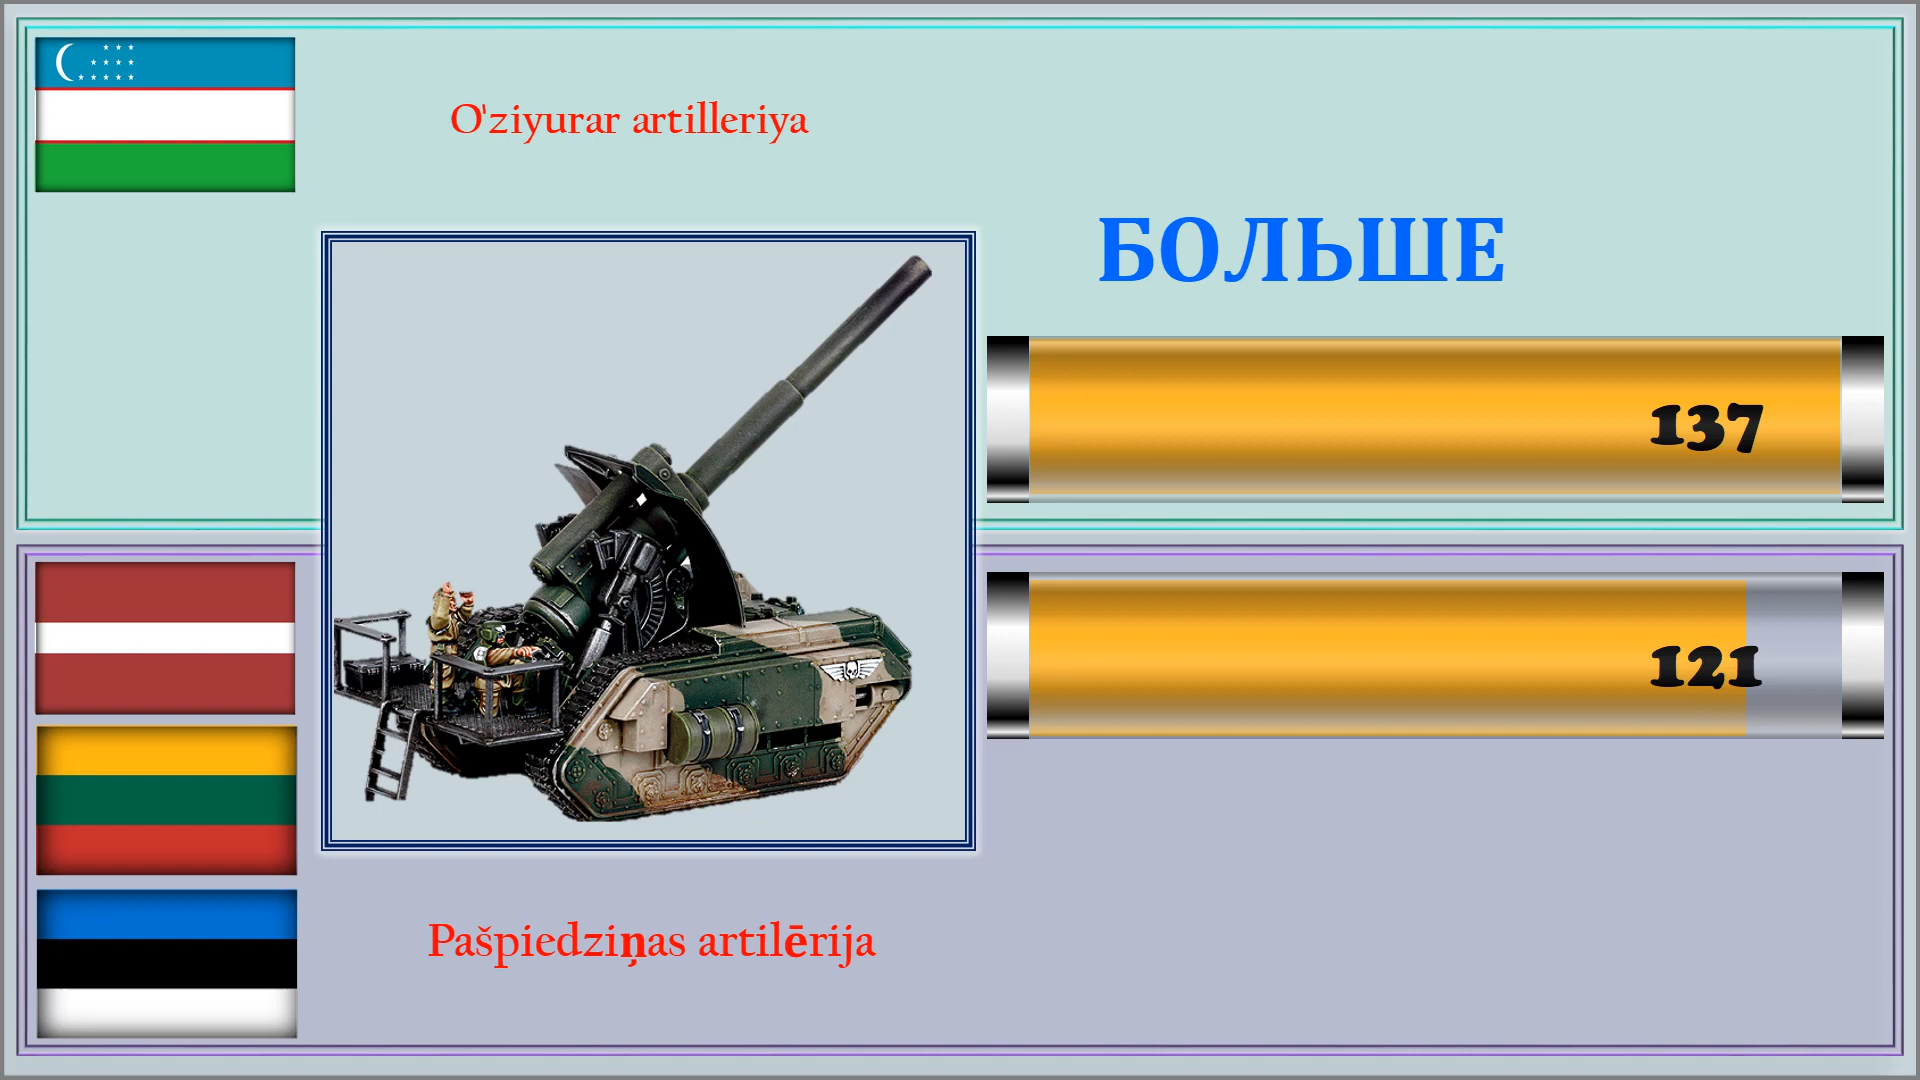 O'ziyurar artilleriya
БОЛЬШЕ
137
121
Pašpiedziņas artilērija